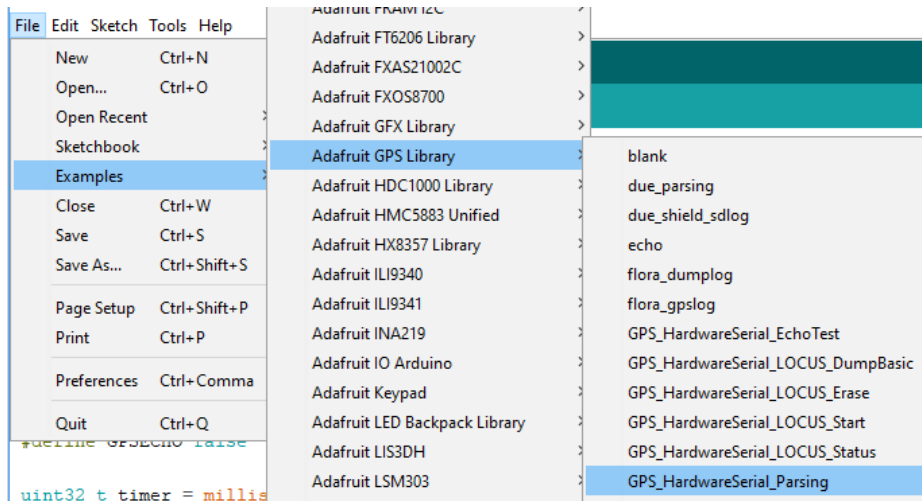 File Edit Sketch Tools Help
New Ctrl+N
Open... Ctrl+O
Open Recent
Sketchbook
Examples
Close Ctrl+W
Save Ctrl+S
Save As... Ctrl+Shift+S
Page Setup Ctrl+Shift+P
Print Ctrl+P
Preferences Ctrl+Comma
Quit Ctrl+Q
#define GPSECHO false
uint32_t timer = millis
Adafruit FRAM I2C
Adafruit FT6206 Library
Adafruit FXAS21002C
Adafruit FXOS8700
Adafruit GFX Library
Adafruit GPS Library
Adafruit HDC1000 Library
Adafruit HMC5883 Unified
Adafruit HX8357 Library
Adafruit ILI9340
Adafruit ILI9341
Adafruit INA219
Adafruit IO Arduino
Adafruit Keypad
Adafruit LED Backpack Library
Adafruit LIS3DH
Adafruit LSM303
blank
due_parsing
due_shield_sdlog
echo
flora_dumplog
flora_gpslog
GPS_HardwareSerial_EchoTest
GPS_HardwareSerial_LOCUS_DumpBasic
GPS_HardwareSerial_LOCUS_Erase
GPS_HardwareSerial_LOCUS_Start
GPS_HardwareSerial_LOCUS_Status
GPS_HardwareSerial_Parsing